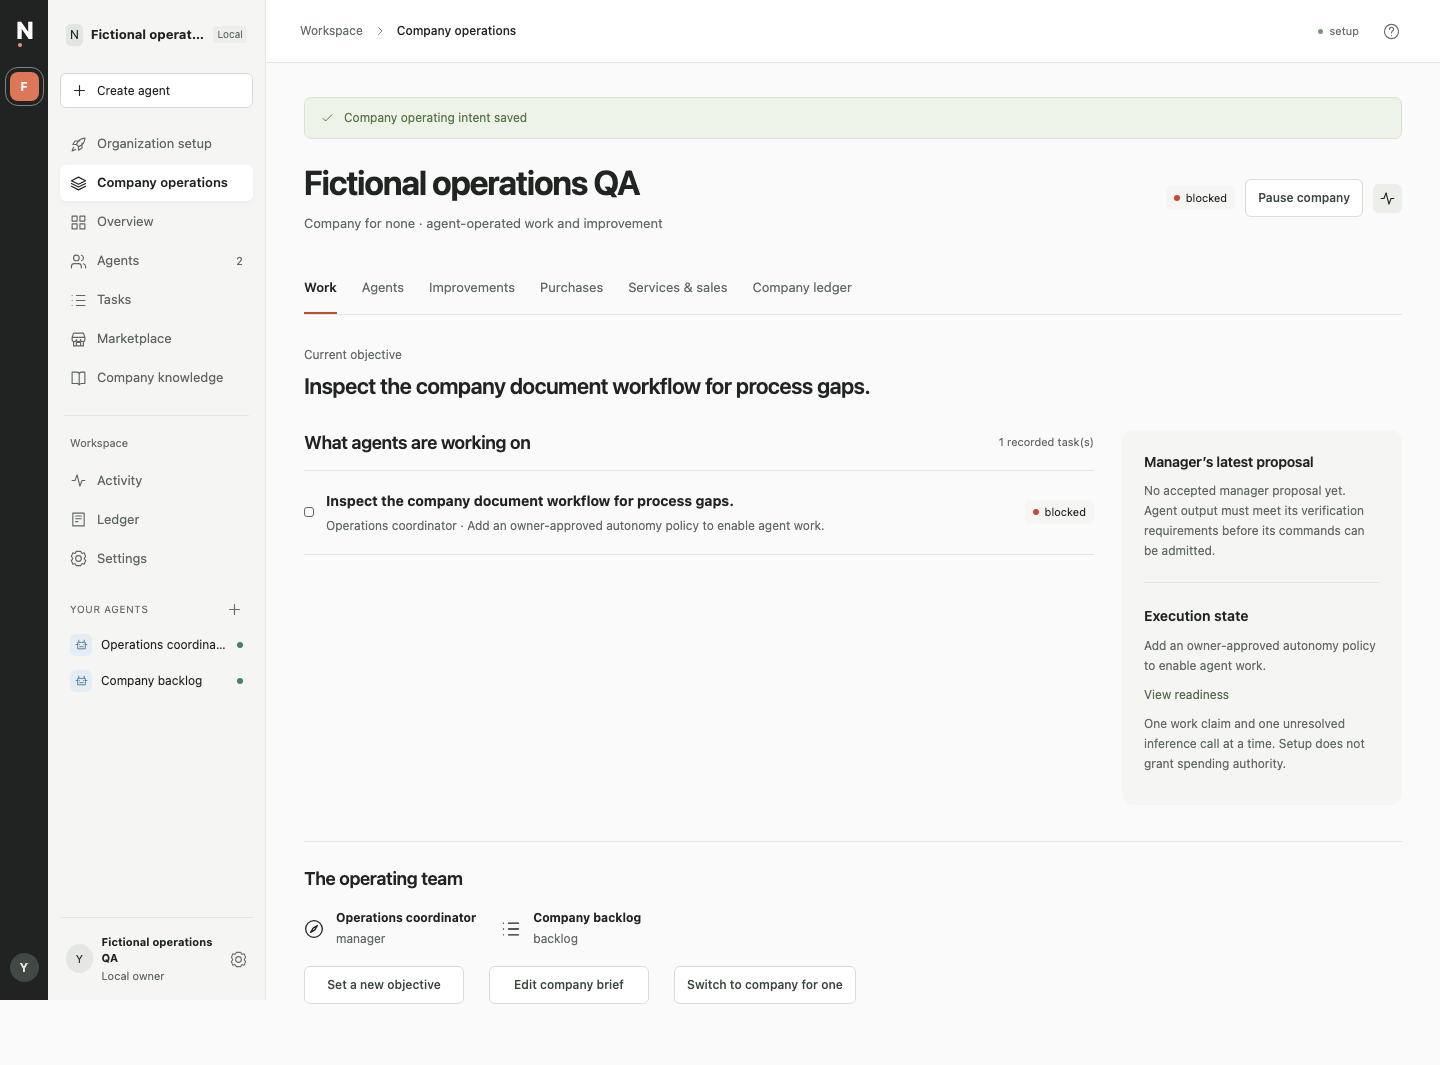 N
F
Y
N Fictional operat... Local
Create agent
Organization setup
Company operations
Overview
Agents 2
Tasks
Marketplace
Company knowledge
Workspace
Activity
Ledger
Settings
YOUR AGENTS
Operations coordina...
Company backlog
Y
Fictional operations
QA
Local owner
Workspace > Company operations
setup
Company operating intent saved
Fictional operations QA
Company for none · agent-operated work and improvement
blocked
Pause company
Work Agents Improvements Purchases Services & sales Company ledger
Current objective
Inspect the company document workflow for process gaps.
What agents are working on
1 recorded task(s)
Inspect the company document workflow for process gaps.
Operations coordinator · Add an owner-approved autonomy policy to enable agent work.
blocked
Manager’s latest proposal
No accepted manager proposal yet.
Agent output must meet its verification
requirements before its commands can
be admitted.
Execution state
Add an owner-approved autonomy policy
to enable agent work.
View readiness
One work claim and one unresolved
inference call at a time. Setup does not
grant spending authority.
The operating team
Operations coordinator
manager
Company backlog
backlog
Set a new objective
Edit company brief
Switch to company for one